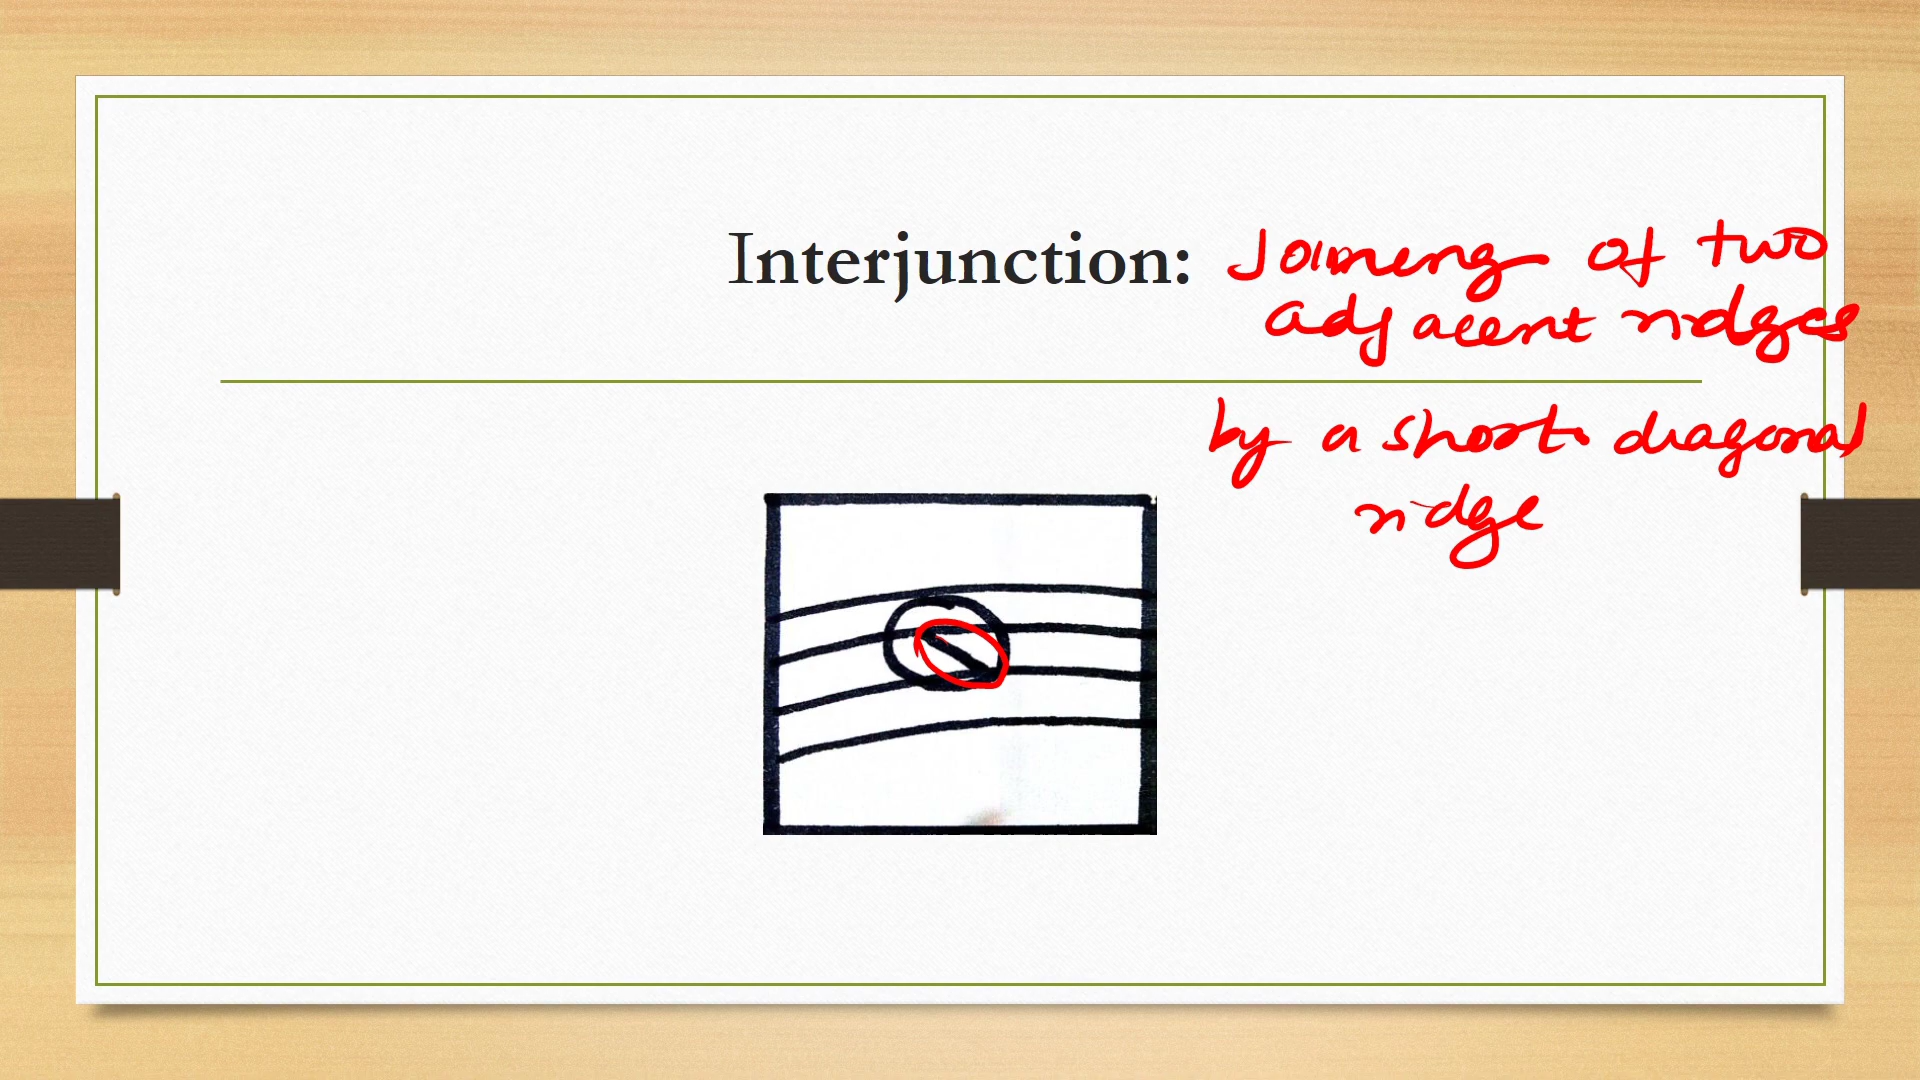 Interjunction: Joining of two
adjacent ridges
by a short diagonal
ridge